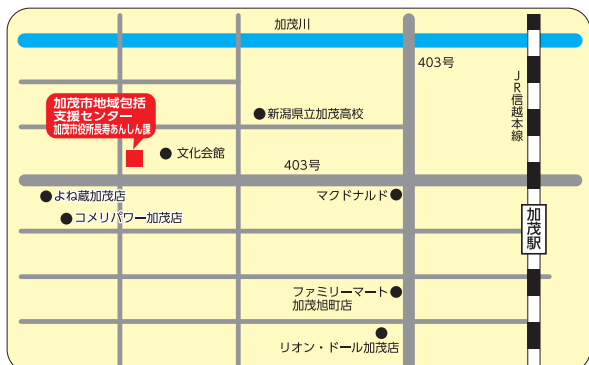 加茂川
403号
JR信越本線
加茂市地域包括
支援センター
加茂市役所長寿あんしん課
新潟県立加茂高校
文化会館
403号
よね蔵加茂店
マクドナルド
コメリパワー加茂店
加茂駅
ファミリーマート
加茂旭町店
リオン・ドール加茂店